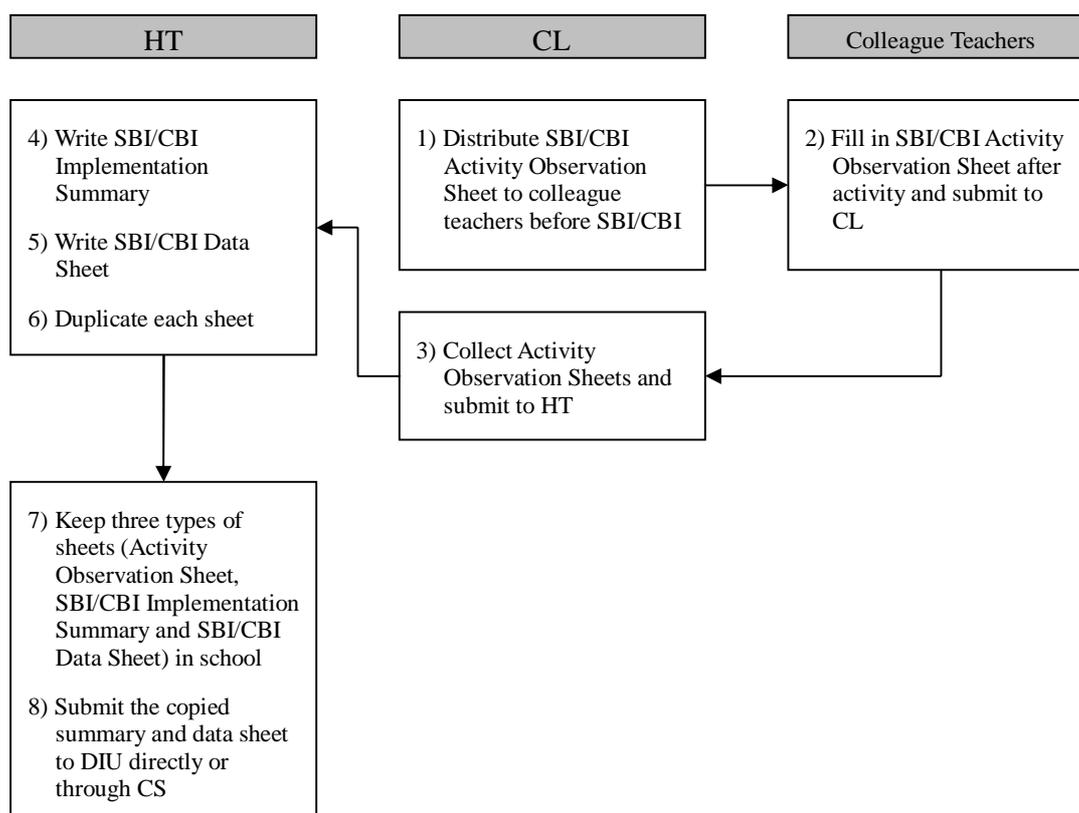 HT
CL
Colleague Teachers
4) Write SBI/CBI
Implementation
Summary
5) Write SBI/CBI Data
Sheet
6) Duplicate each sheet
1) Distribute SBI/CBI
Activity Observation
Sheet to colleague
teachers before SBI/CBI
2) Fill in SBI/CBI Activity
Observation Sheet after
activity and submit to
CL
3) Collect Activity
Observation Sheets and
submit to HT
7) Keep three types of
sheets (Activity
Observation Sheet,
SBI/CBI Implementation
Summary and SBI/CBI
Data Sheet) in school
8) Submit the copied
summary and data sheet
to DIU directly or
through CS